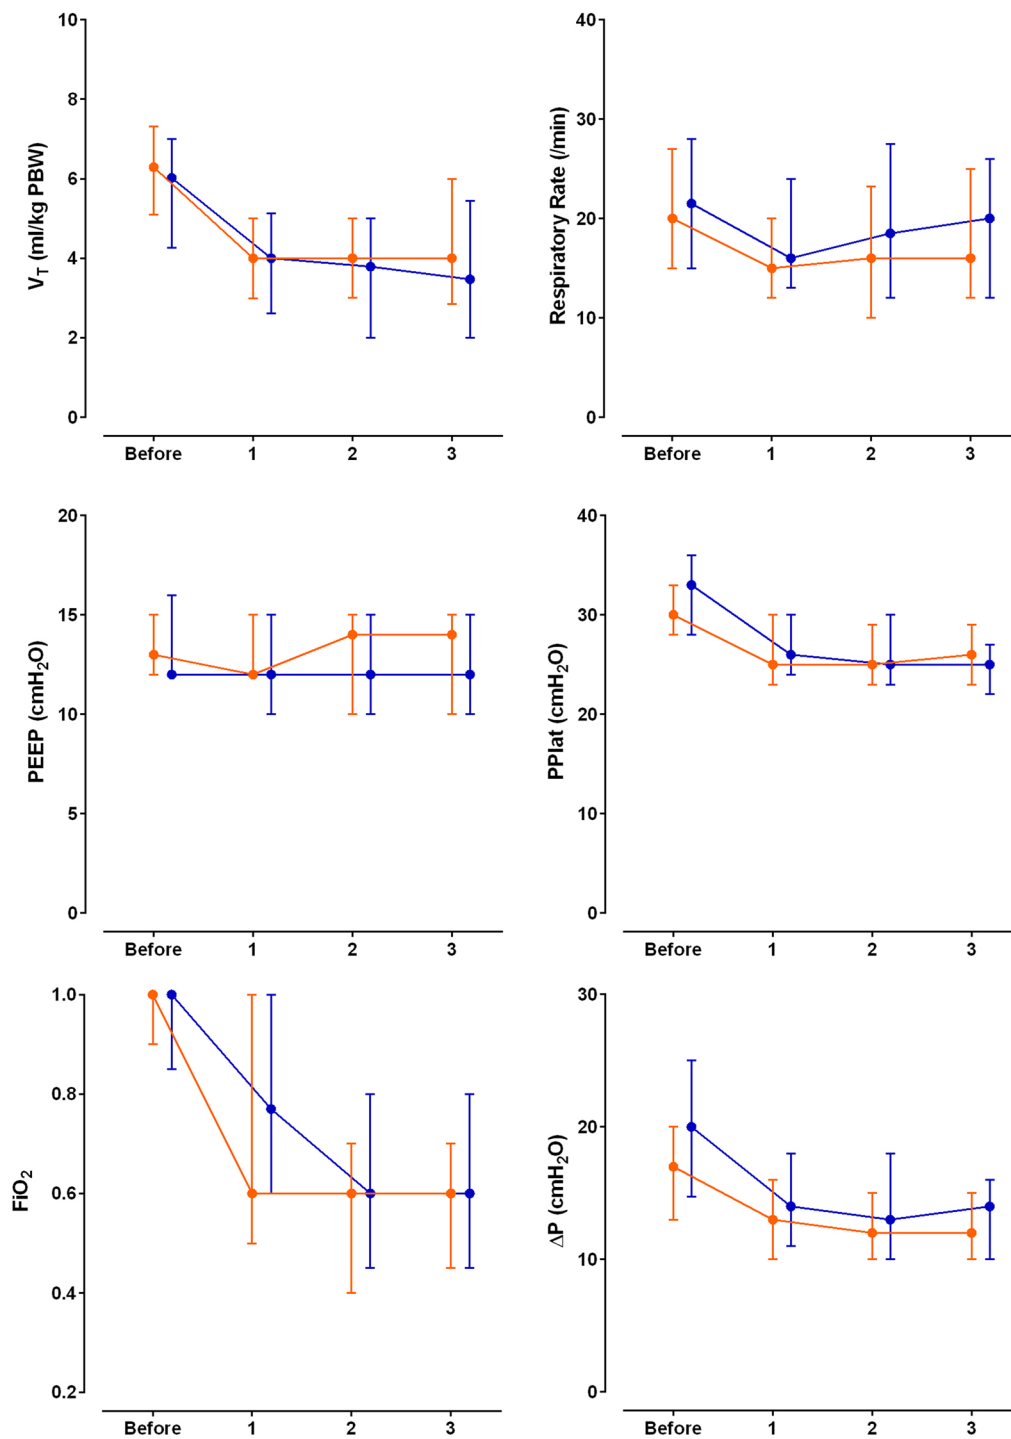 V_T (ml/kg PBW)
10
8
6
4
2
0
Before 1 2 3
Respiratory Rate (/min)
40
30
20
10
0
Before 1 2 3
PEEP (cmH₂O)
20
15
10
5
0
Before 1 2 3
PPlat (cmH₂O)
40
30
20
10
0
Before 1 2 3
FiO₂
1.0
0.8
0.6
0.4
0.2
Before 1 2 3
ΔP (cmH₂O)
30
20
10
0
Before 1 2 3